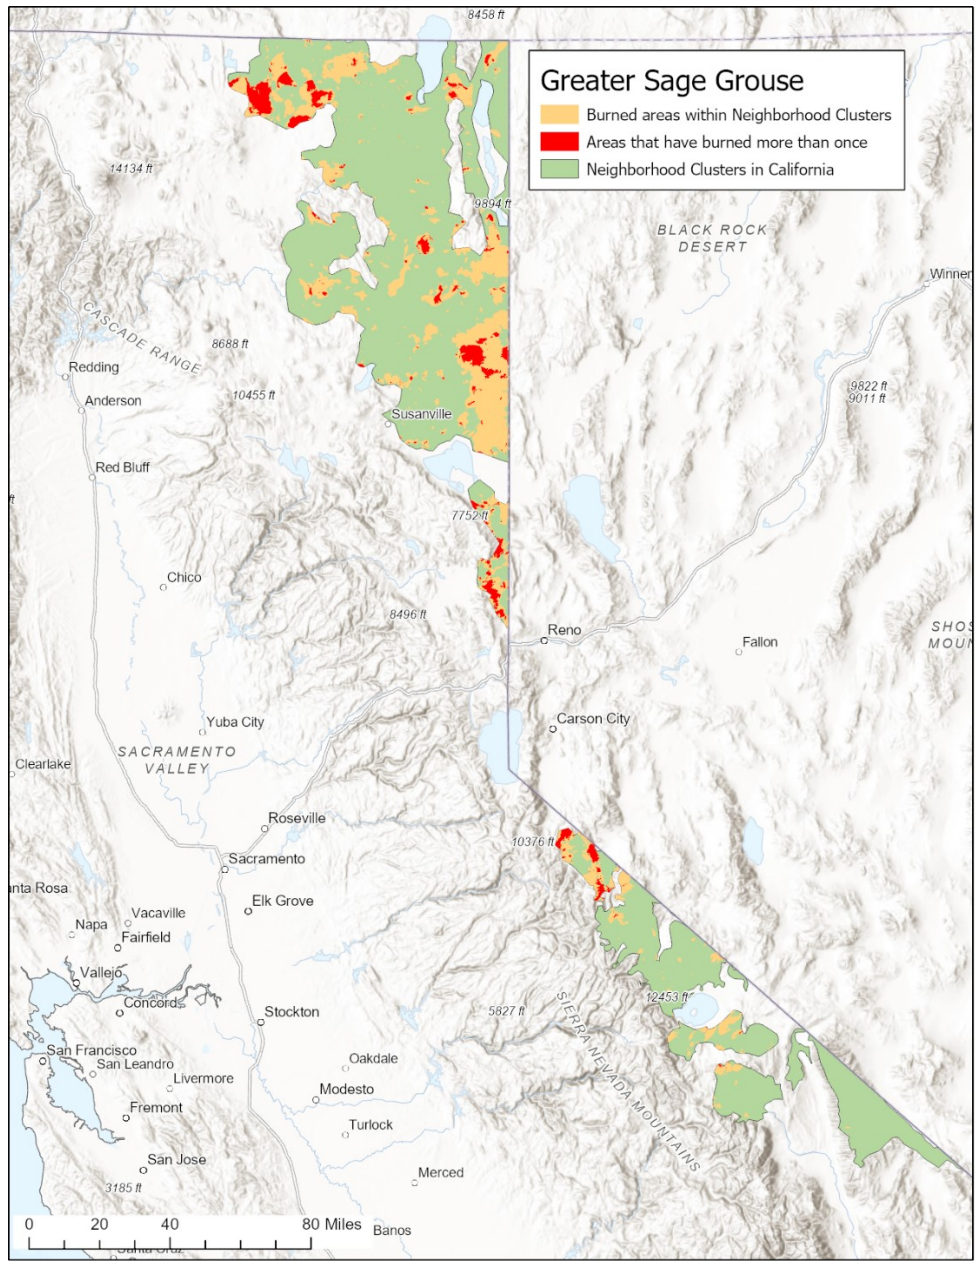 8458 ft
Greater Sage Grouse
Burned areas within Neighborhood Clusters
Areas that have burned more than once
Neighborhood Clusters in California
14134 ft
9894 ft
BLACK ROCK
DESERT
Winner
CASCADE RANGE
8688 ft
Redding
10455 ft
9822 ft
9011 ft
Anderson
Susanville
Red Bluff
ft
7752 ft
Chico
8496 ft
Reno
Fallon
SHOS
MOUN
Yuba City
Carson City
SACRAMENTO
VALLEY
Clearlake
Roseville
10376 ft
Sacramento
anta Rosa
Elk Grove
Vacaville
Napa
Fairfield
Vallejo
12453 ft
Concord
Stockton
5827 ft
SIERRA NEVADA MOUNTAINS
San Francisco
Oakdale
San Leandro
Livermore
Modesto
Fremont
Turlock
San Jose
Merced
3185 ft
0 20 40 80 Miles
Banos
Santa Cruz